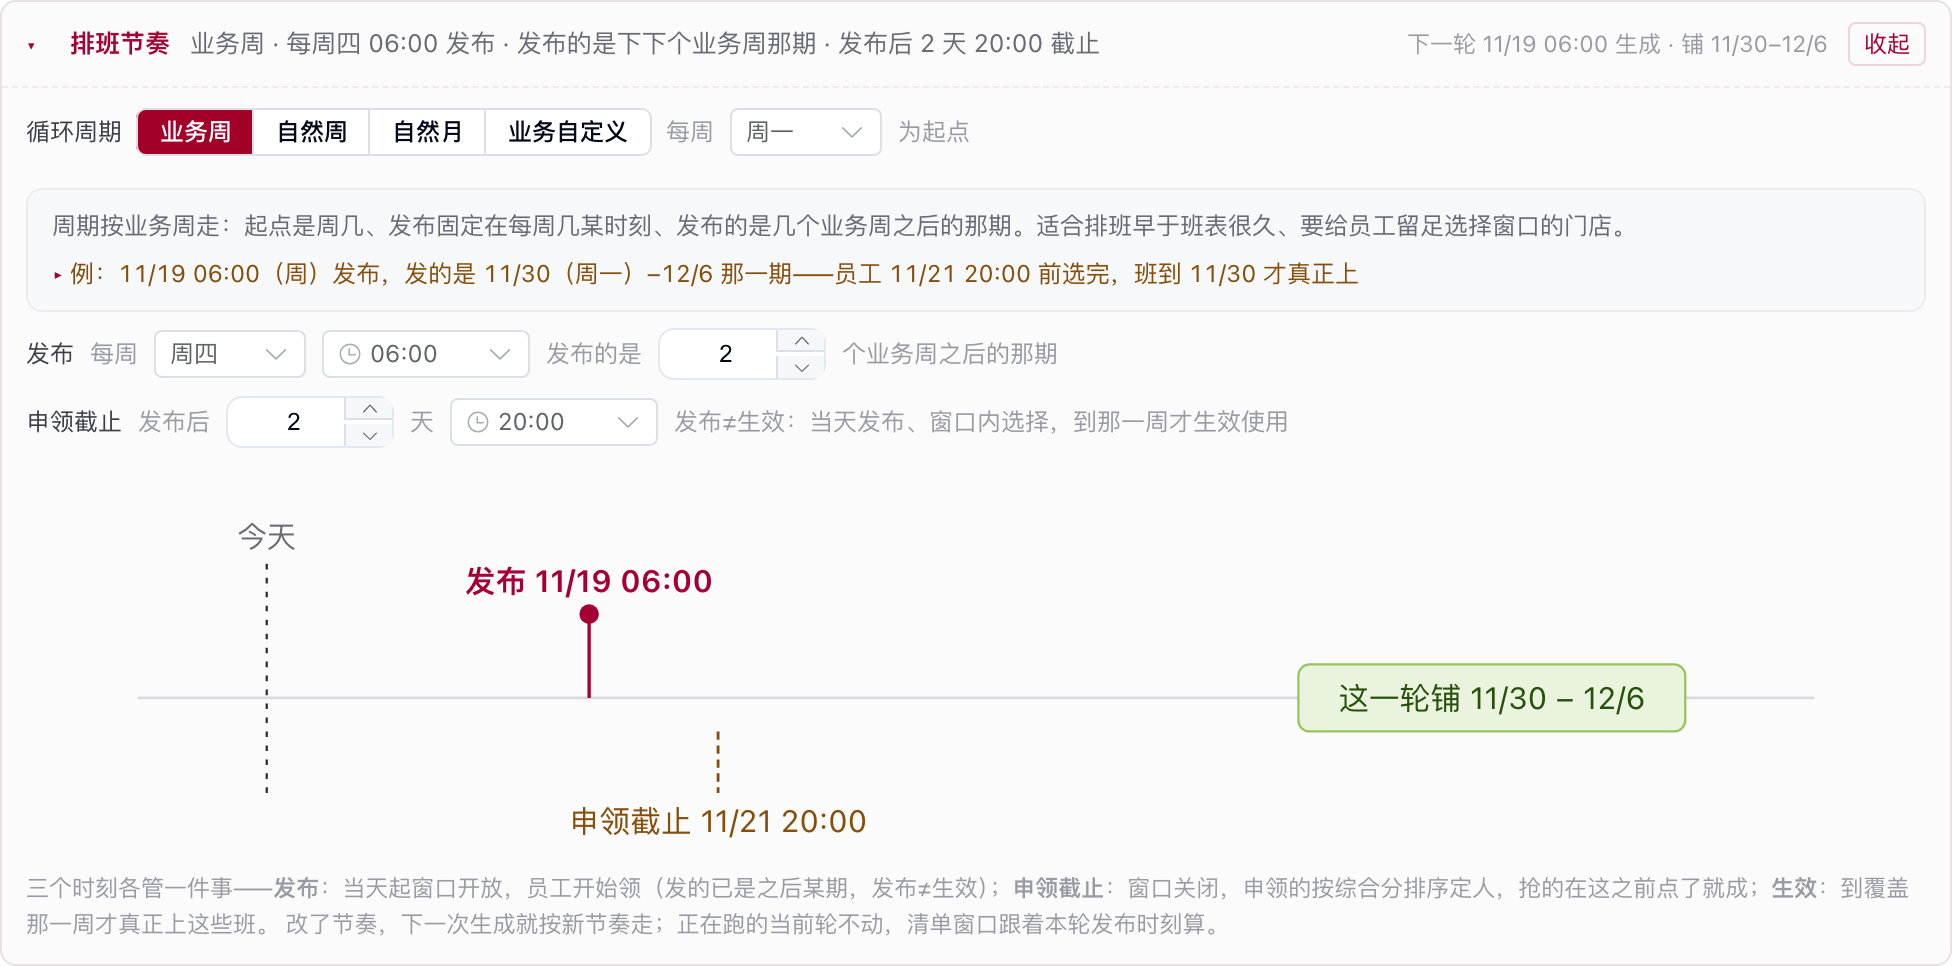 排班节奏 业务周 · 每周四 06:00 发布 · 发布的是下下个业务周那期 · 发布后 2 天 20:00 截止 下一轮 11/19 06:00 生成 · 铺 11/30–12/6 收起
循环周期 业务周 自然周 自然月 业务自定义 每周 周一 为起点
周期按业务周走：起点是周几、发布固定在每周几某时刻、发布的是几个业务周之后的那期。适合排班早于班表很久、要给员工留足选择窗口的门店。
▸ 例：11/19 06:00（周）发布，发的是 11/30（周一）–12/6 那一期——员工 11/21 20:00 前选完，班到 11/30 才真正上
发布 每周 周四 06:00 发布的是 2 个业务周之后的那期
申领截止 发布后 2 天 20:00 发布≠生效：当天发布、窗口内选择，到那一周才生效使用
今天
发布 11/19 06:00
这一轮铺 11/30 – 12/6
申领截止 11/21 20:00
三个时刻各管一件事——发布：当天起窗口开放，员工开始领（发的已是之后某期，发布≠生效）；申领截止：窗口关闭，申领的按综合分排序定人，抢的在这之前点了就成；生效：到覆盖
那一周才真正上这些班。 改了节奏，下一次生成就按新节奏走；正在跑的当前轮不动，清单窗口跟着本轮发布时刻算。